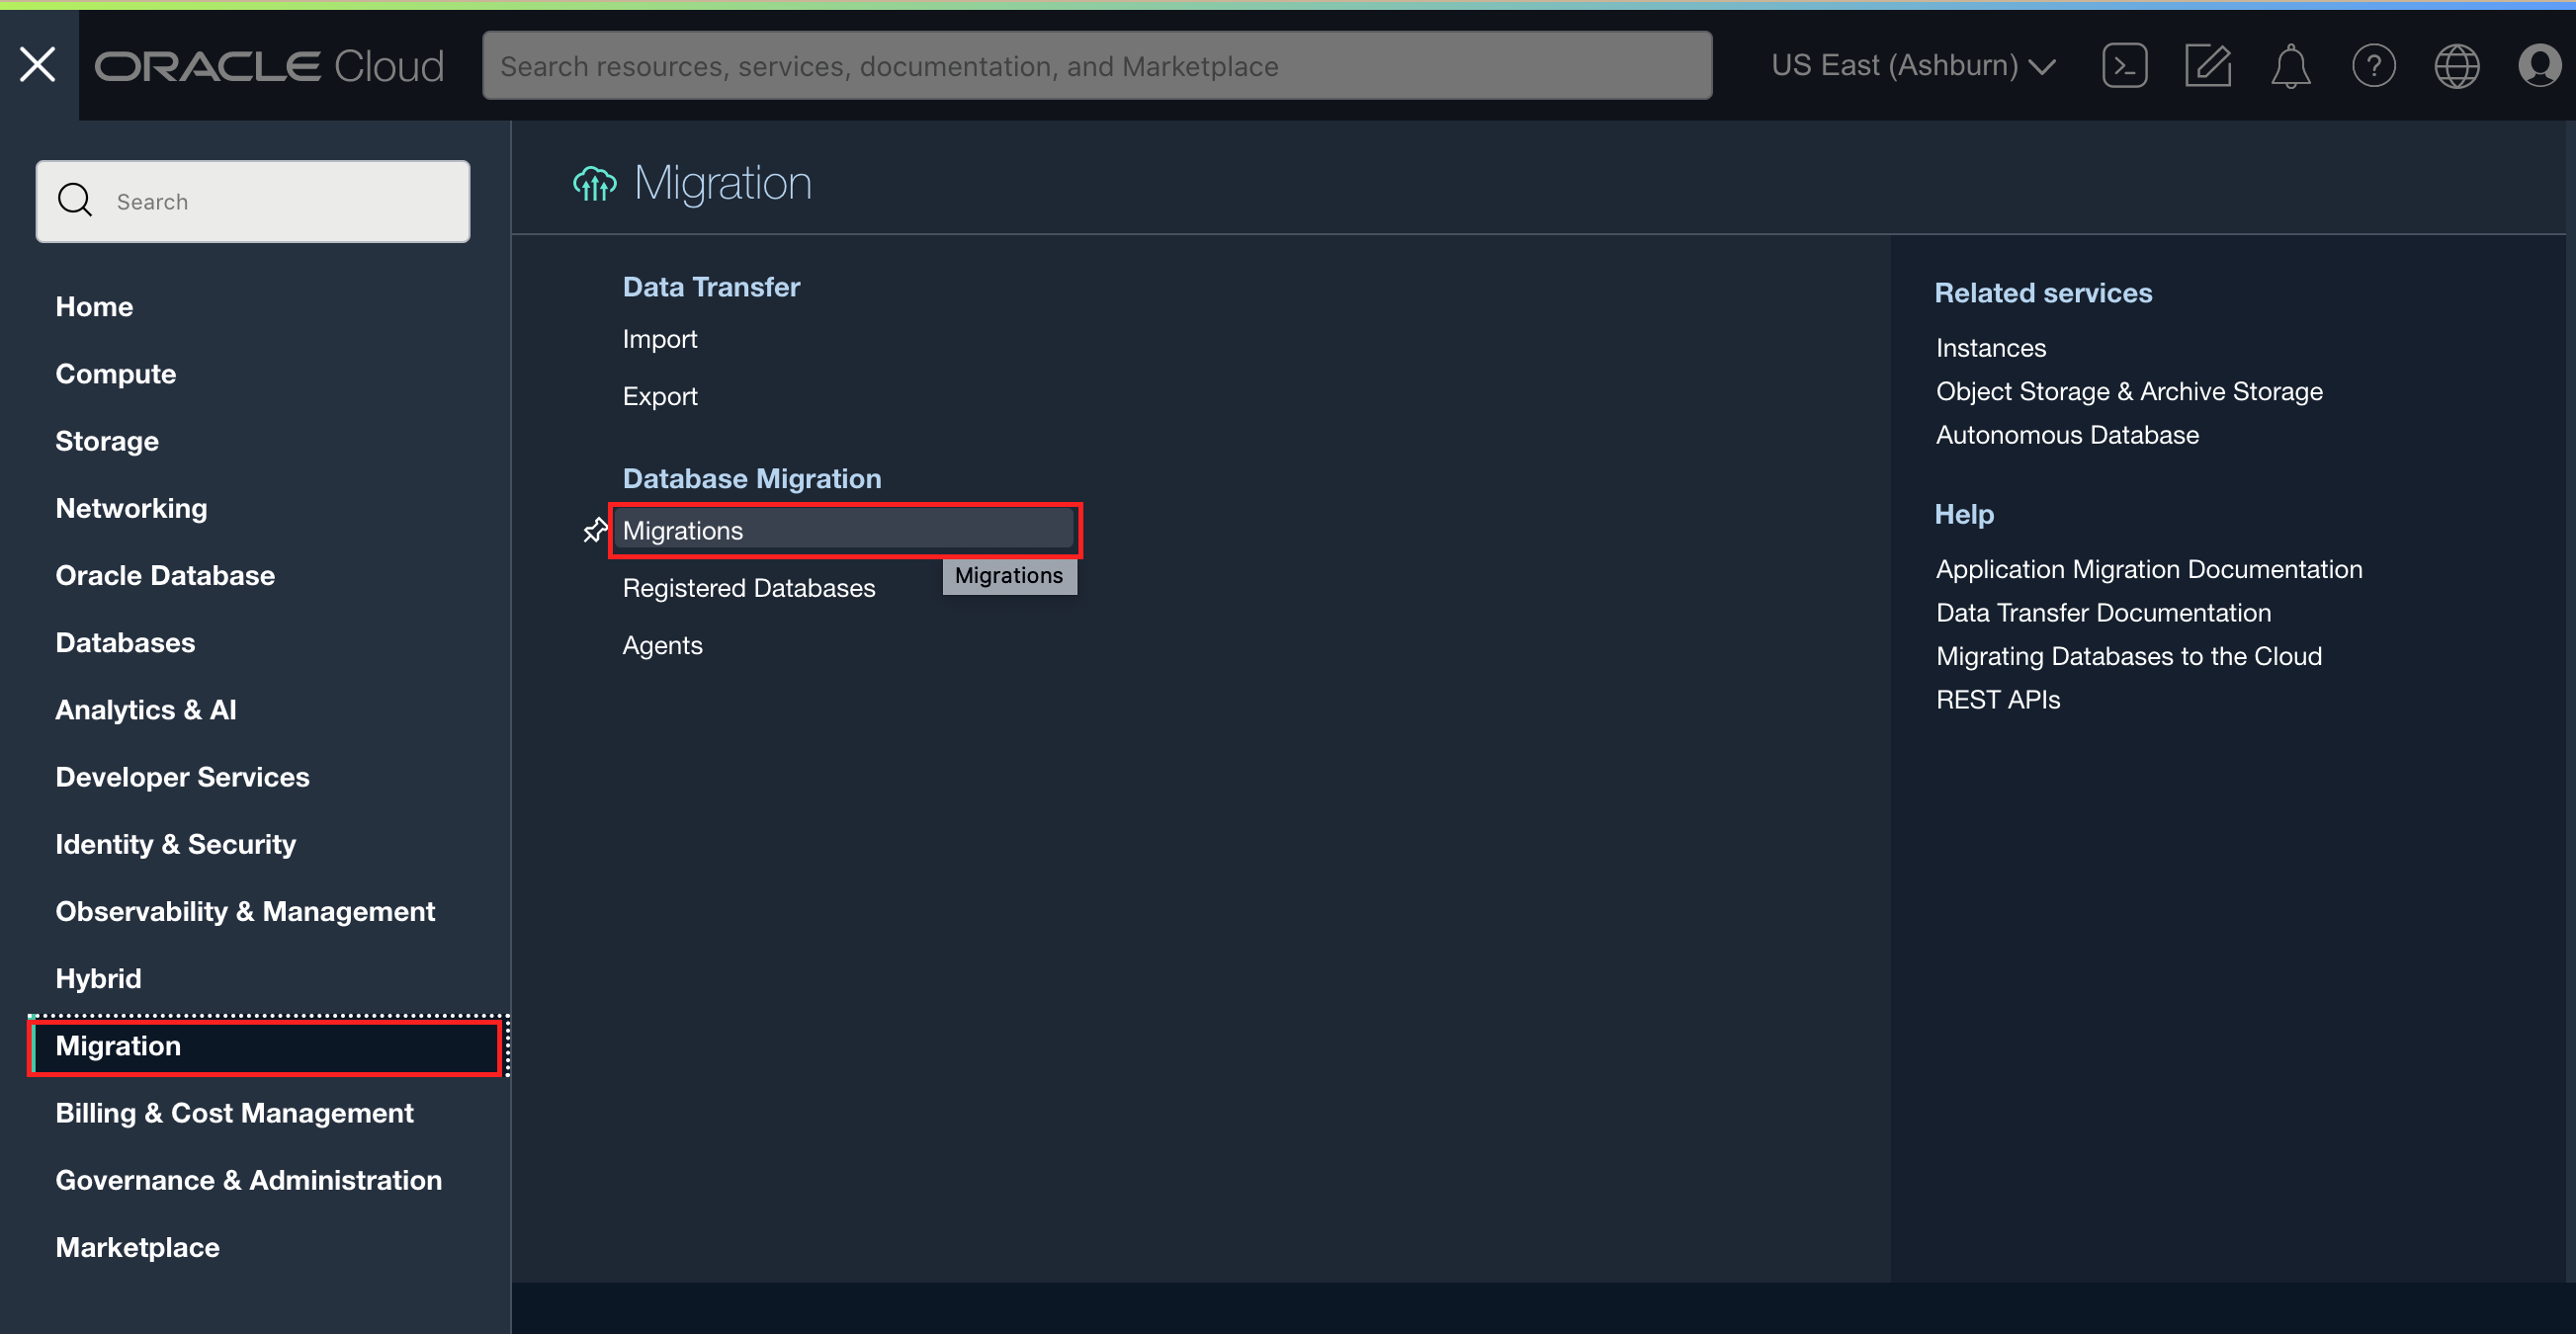 ORACLE Cloud
Search resources, services, documentation, and Marketplace
US East (Ashburn)
Search
Home
Compute
Storage
Networking
Oracle Database
Databases
Analytics & AI
Developer Services
Identity & Security
Observability & Management
Hybrid
Migration
Billing & Cost Management
Governance & Administration
Marketplace
Migration
Data Transfer
Import
Export
Database Migration
Migrations
Migrations
Registered Databases
Agents
Related services
Instances
Object Storage & Archive Storage
Autonomous Database
Help
Application Migration Documentation
Data Transfer Documentation
Migrating Databases to the Cloud
REST APIs